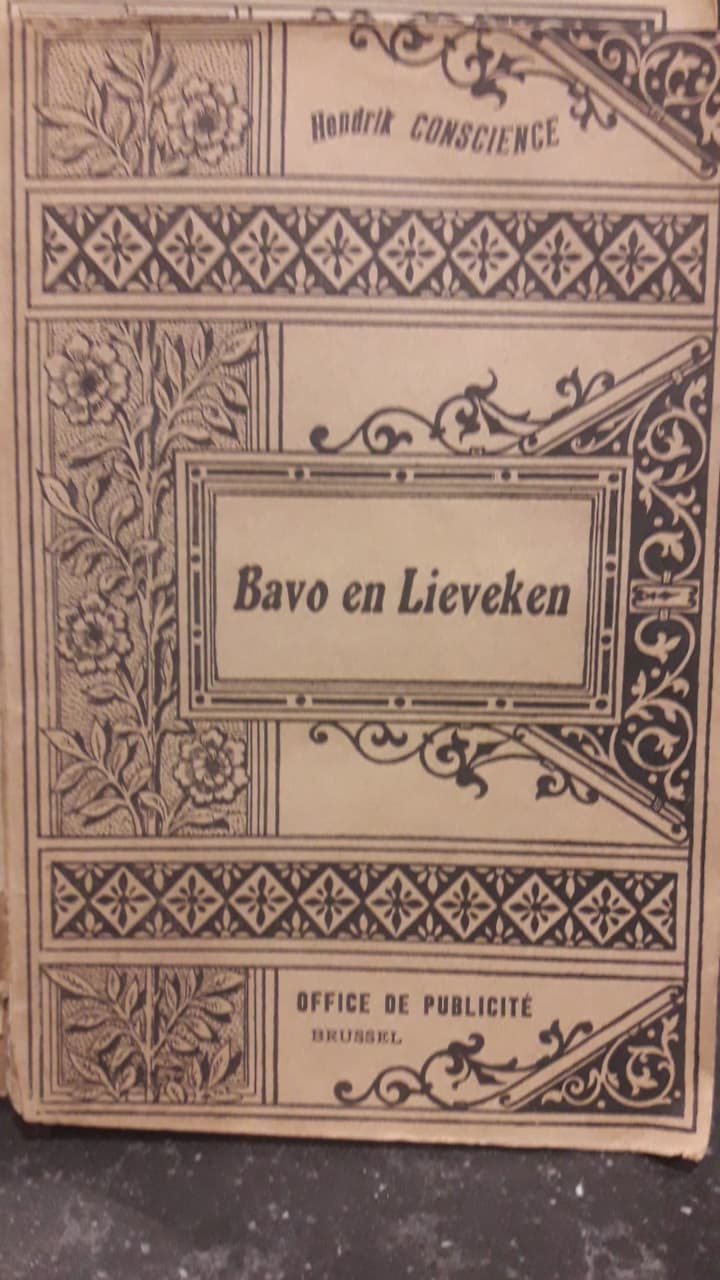 Hendrik CONSCIENCE
Bavo en Lieveken
OFFICE DE PUBLICITÉ
BRUSSEL